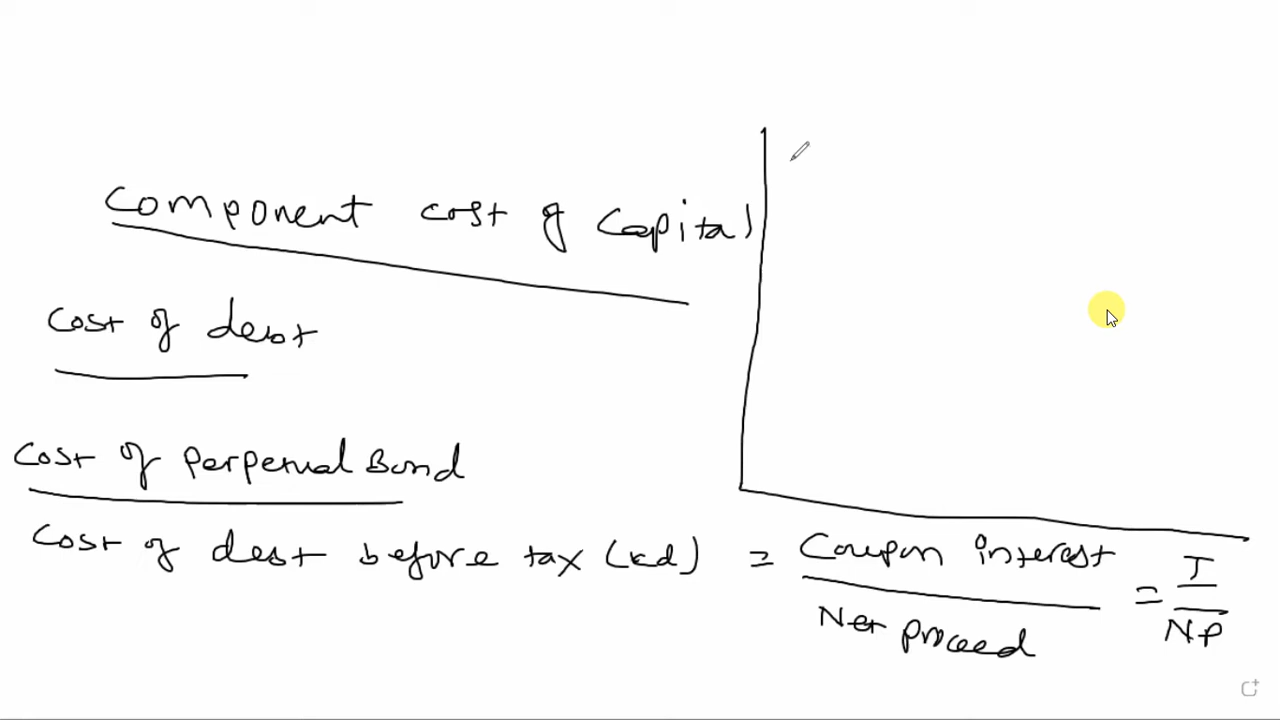 Component cost of Capital
Cost of debt
Cost of Perpetual Bond
Cost of debt before tax (kd) = Coupon interest / Net proceed = I / NP